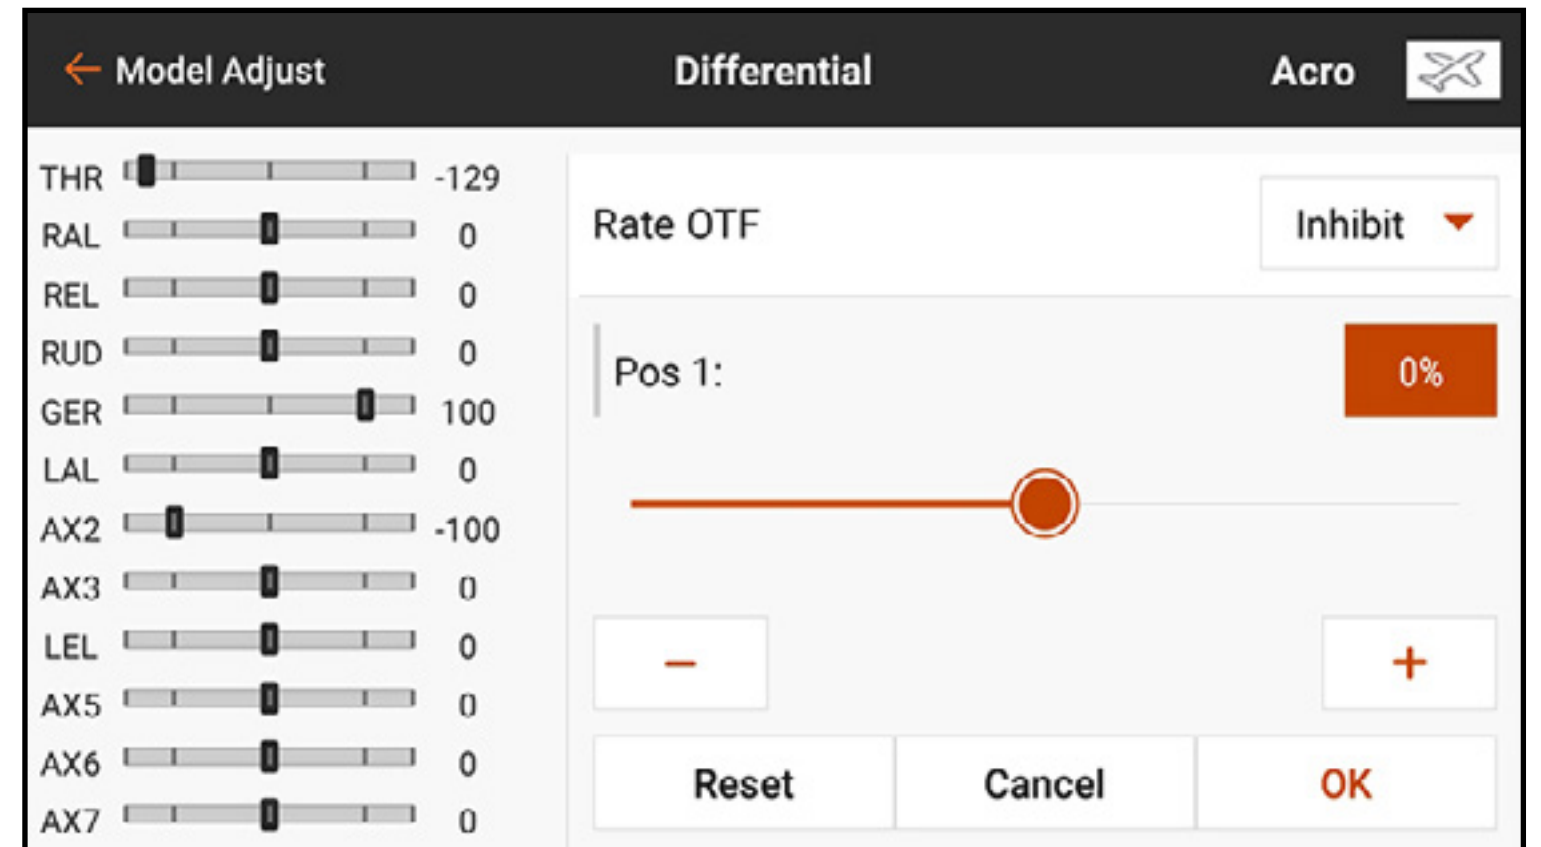 ← Model Adjust Differential Acro
THR -129
RAL 0
REL 0
RUD 0
GER 100
LAL 0
AX2 -100
AX3 0
LEL 0
AX5 0
AX6 0
AX7 0
Rate OTF Inhibit
Pos 1: 0%
− +
Reset Cancel OK